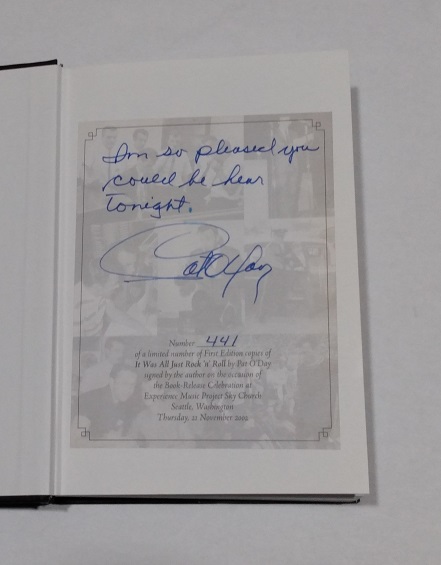 I'm so pleased you
could be hear
Tonight.
Pat O'Day
Number 441
of a limited number of First Edition copies of
It Was All Just Rock 'n' Roll by Pat O'Day
signed by the author on the occasion of
the Book Release Celebration at
Experience Music Project Sky Church
Seattle, Washington
Thursday, 21 November 2002